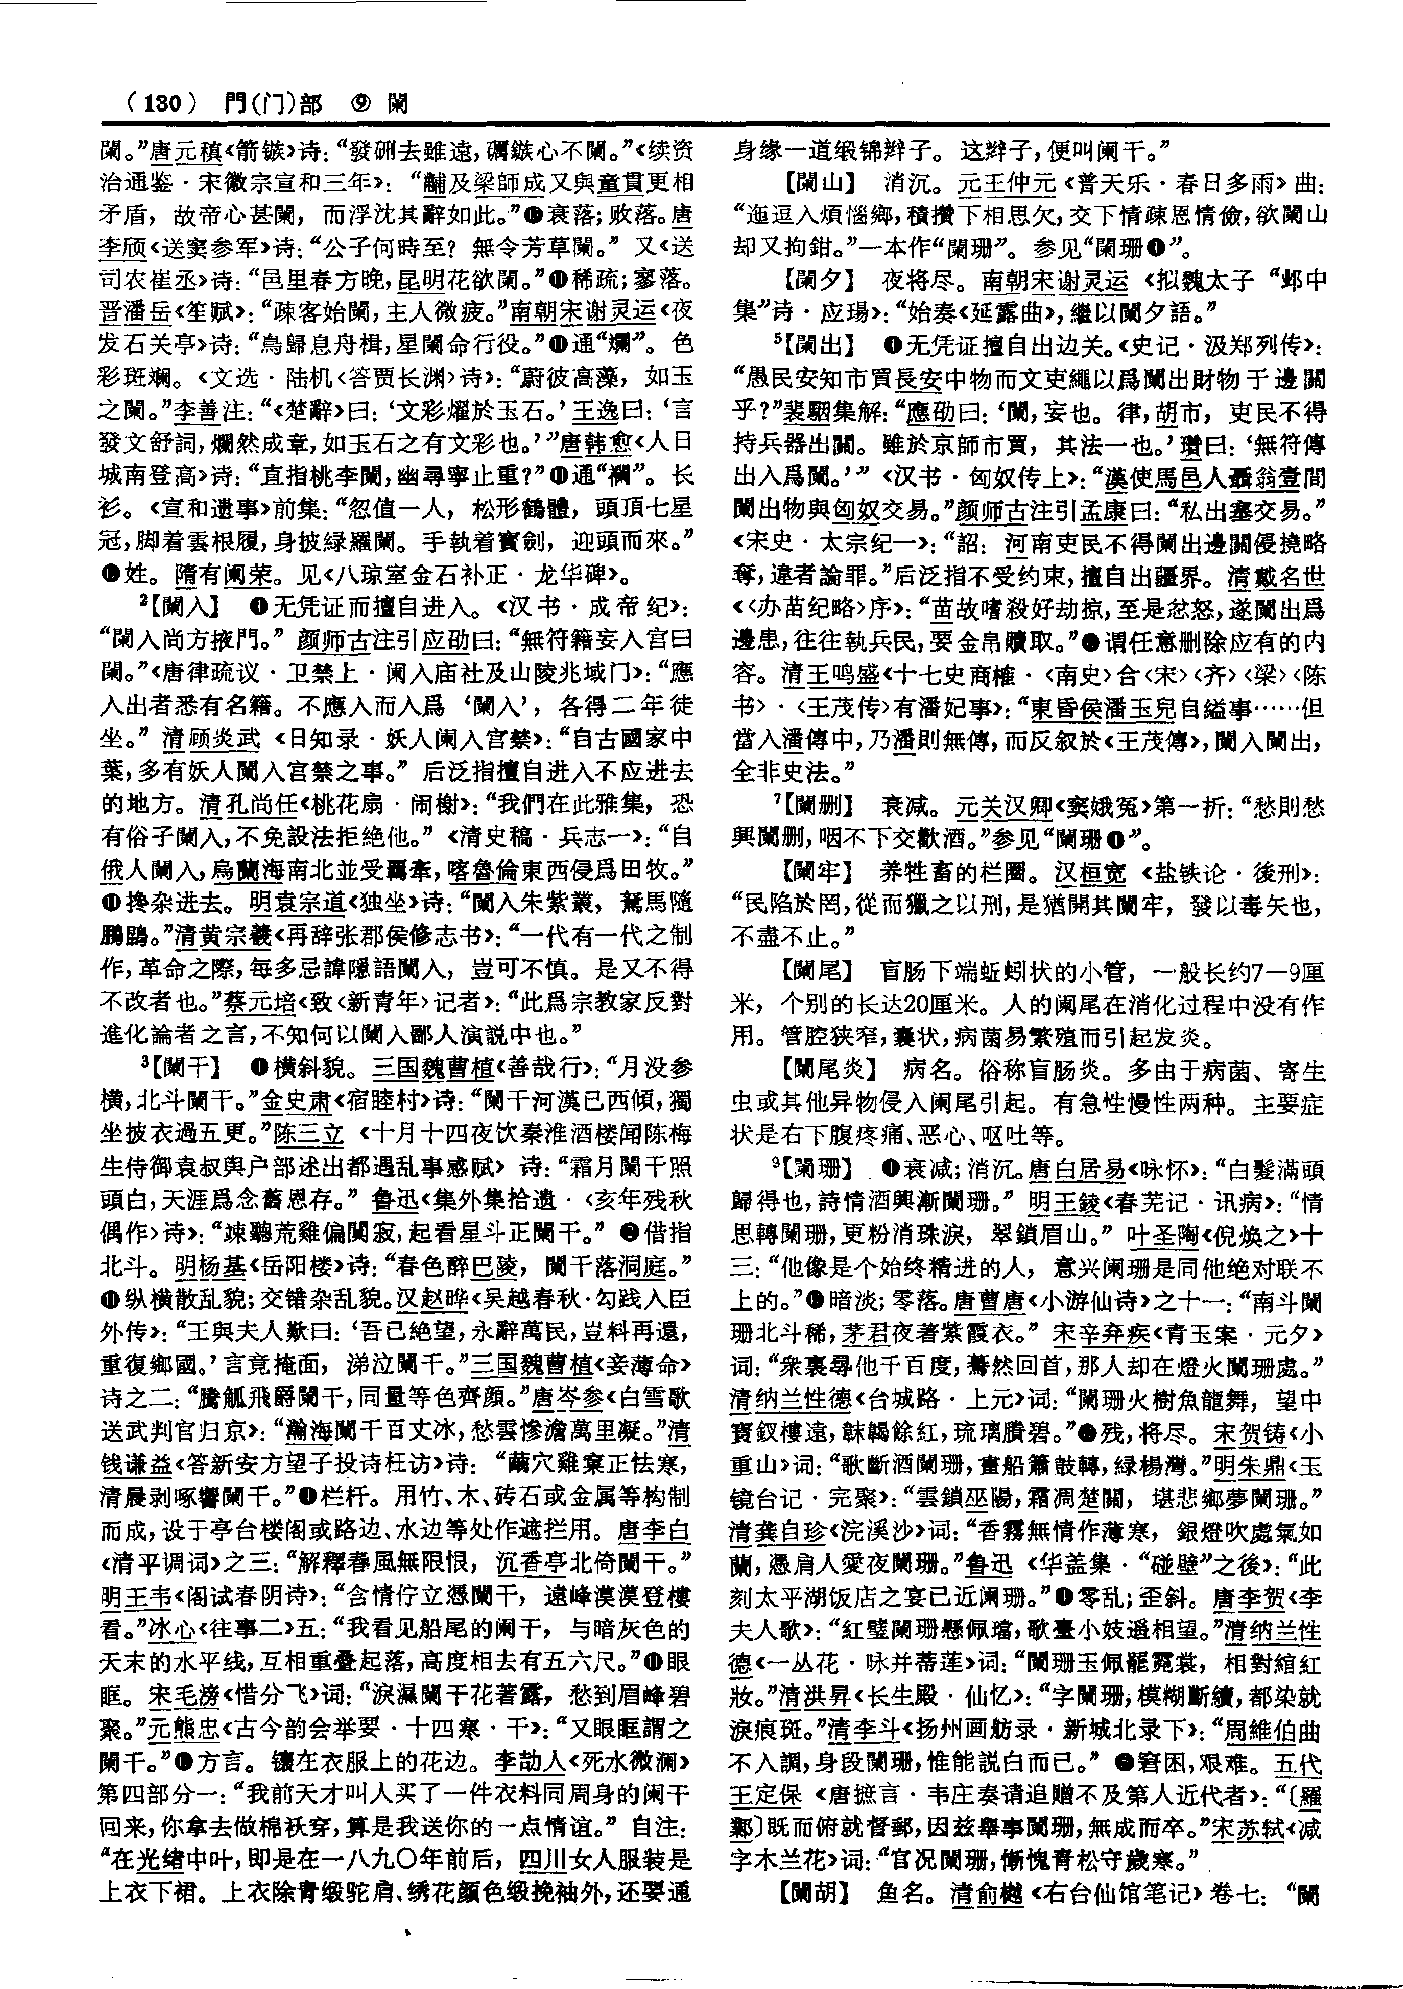 （130） 門(门)部 ⑨ 闌
闌。”唐元稹《箭镞》诗：“發硎去雖遠，礪鏃心不闌。”《续资
治通鉴·宋徽宗宣和三年》：“黼及梁師成又與童貫更相
矛盾，故帝心甚闌，而浮沈其辭如此。”衰落；败落。唐
李颀《送窦参军》诗：“公子何時至？無令芳草闌。”又《送
司农崔丞》诗：“邑里春方晚，昆明花欲闌。”稀疏；寥落。
晋潘岳《笙赋》：“疎客始闌，主人微疲。”南朝宋谢灵运《夜
发石关亭》诗：“鳥歸息舟楫，星闌命行役。”通“斕”。色
彩斑斓。《文选·陆机〈答贾长渊〉诗》：“蔚彼高藻，如玉
之闌。”李善注：“《楚辭》曰：‘文彩燿於玉石。’王逸曰：‘言
發文舒詞，爛然成章，如玉石之有文彩也。’”唐韩愈《人日
城南登高》诗：“直指桃李闌，幽尋寧止重？”通“襴”。长
衫。《宣和遗事》前集：“忽值一人，松形鶴體，頭頂七星
冠，脚着雲根履，身披緑羅闌。手執着寶劍，迎頭而來。”
姓。隋有阑荣。见《八琼室金石补正·龙华碑》。
²【闌入】 ❶无凭证而擅自进入。《汉书·成帝纪》：
“闌入尚方掖門。”颜师古注引应劭曰：“無符籍妄入宫曰
闌。”《唐律疏议·卫禁上·阑入庙社及山陵兆域门》：“應
入出者悉有名籍。不應入而入爲‘闌入’，各得二年徒
坐。”清顾炎武《日知录·妖人阑入宫禁》：“自古國家中
葉，多有妖人闌入宫禁之事。”后泛指擅自进入不应进去
的地方。清孔尚任《桃花扇·闹榭》：“我們在此雅集，恐
有俗子闌入，不免設法拒絶他。”《清史稿·兵志一》：“自
俄人闌入，烏蘭海南北並受羈牽，喀魯倫東西侵爲田牧。”
❷搀杂进去。明袁宗道《独坐》诗：“闌入朱紫叢，駑馬隨
鵬鷗。”清黄宗羲《再辞张郡侯修志书》：“一代有一代之制
作，革命之際，每多忌諱隱語闌入，豈可不慎。是又不得
不改者也。”蔡元培《致〈新青年〉记者》：“此爲宗教家反對
進化論者之言，不知何以闌入鄙人演説中也。”
³【闌干】 ❶横斜貌。三国魏曹植《善哉行》：“月没参
横，北斗闌干。”金史肃《宿睦村》诗：“闌干河漢已西傾，獨
坐披衣過五更。”陈三立《十月十四夜饮秦淮酒楼闻陈梅
生侍御袁叔舆户部述出都遇乱事感赋》诗：“霜月闌干照
頭白，天涯爲念舊恩存。”鲁迅《集外集拾遗·〈亥年残秋
偶作〉诗》：“竦聽荒雞偏闃寂，起看星斗正闌干。”❷借指
北斗。明杨基《岳阳楼》诗：“春色醉巴陵，闌干落洞庭。”
❸纵横散乱貌；交错杂乱貌。汉赵晔《吴越春秋·勾践入臣
外传》：“王與夫人歎曰：‘吾已絶望，永辭萬民，豈料再還，
重復鄉國。’言竟掩面，涕泣闌干。”三国魏曹植《妾薄命》
诗之二：“騰觚飛爵闌干，同量等色齊顔。”唐岑参《白雪歌
送武判官归京》：“瀚海闌干百丈冰，愁雲慘澹萬里凝。”清
钱谦益《答新安方望子投诗枉访》诗：“蘭穴雞窠正怯寒，
清晨剥啄響闌干。”❹栏杆。用竹、木、砖石或金属等构制
而成，设于亭台楼阁或路边、水边等处作遮拦用。唐李白
《清平调词》之三：“解釋春風無限恨，沉香亭北倚闌干。”
明王韦《阁试春阴诗》：“含情佇立憑闌干，遠峰漠漠登樓
看。”冰心《往事二》五：“我看见船尾的阑干，与暗灰色的
天末的水平线，互相重叠起落，高度相去有五六尺。”❺眼
眶。宋毛滂《惜分飞》词：“淚濕闌干花著露，愁到眉峰碧
聚。”元熊忠《古今韵会举要·十四寒·干》：“又眼眶謂之
闌干。”❻方言。镶在衣服上的花边。李劼人《死水微澜》
第四部分一：“我前天才叫人买了一件衣料同周身的阑干
回来，你拿去做棉袄穿，算是我送你的一点情谊。”自注：
“在光绪中叶，即是在一八九〇年前后，四川女人服装是
上衣下裙。上衣除青缎驼肩、绣花颜色缎挽袖外，还要通
身缘一道缎锦辫子。这辫子，便叫阑干。”
【闌山】 消沉。元王仲元《普天乐·春日多雨》曲：
“迤逗入煩惱鄉，積攢下相思欠，交下情疎恩情儉，欲闌山
却又拘鉗。”一本作“闌珊”。参见“闌珊❶”。
【闌夕】 夜将尽。南朝宋谢灵运《拟魏太子“邺中
集”诗·应瑒》：“始奏《延露曲》，繼以闌夕語。”
⁵【闌出】 ❶无凭证擅自出边关。《史记·汲郑列传》：
“愚民安知市買長安中物而文吏繩以爲闌出財物于邊關
乎？”裴駰集解：“應劭曰：‘闌，妄也。律，胡市，吏民不得
持兵器出關。雖於京師市買，其法一也。’瓚曰：‘無符傳
出入爲闌。’”《汉书·匈奴传上》：“漢使馬邑人聶翁壹間
闌出物與匈奴交易。”颜师古注引孟康曰：“私出塞交易。”
《宋史·太宗纪一》：“詔：河南吏民不得闌出邊關侵撓略
奪，違者論罪。”后泛指不受约束，擅自出疆界。清戴名世
《〈办苗纪略〉序》：“苗故嗜殺好劫掠，至是忿怒，遂闌出爲
邊患，往往執兵民，要金帛贖取。”❷谓任意删除应有的内
容。清王鸣盛《十七史商榷·〈南史〉合〈宋〉〈齐〉〈梁〉〈陈
书〉·〈王茂传〉有潘妃事》：“東昏侯潘玉兒自縊事……但
當入潘傳中，乃潘則無傳，而反叙於《王茂傳》，闌入闌出，
全非史法。”
⁷【闌删】 衰减。元关汉卿《窦娥冤》第一折：“愁則愁
興闌删，咽不下交歡酒。”参见“闌珊❶”。
【闌牢】 养牲畜的栏圈。汉桓宽《盐铁论·後刑》：
“民陷於罔，從而獵之以刑，是猶開其闌牢，發以毒矢也，
不盡不止。”
【闌尾】 盲肠下端蚯蚓状的小管，一般长约7—9厘
米，个别的长达20厘米。人的阑尾在消化过程中没有作
用。管腔狭窄，囊状，病菌易繁殖而引起发炎。
【闌尾炎】 病名。俗称盲肠炎。多由于病菌、寄生
虫或其他异物侵入阑尾引起。有急性慢性两种。主要症
状是右下腹疼痛、恶心、呕吐等。
⁹【闌珊】 ❶衰减；消沉。唐白居易《咏怀》：“白髮滿頭
歸得也，詩情酒興漸闌珊。”明王錂《春芜记·讯病》：“情
思轉闌珊，更粉消珠淚，翠鎖眉山。”叶圣陶《倪焕之》十
三：“他像是个始终精进的人，意兴阑珊是同他绝对联不
上的。”❷暗淡；零落。唐曹唐《小游仙诗》之十一：“南斗闌
珊北斗稀，茅君夜著紫霞衣。”宋辛弃疾《青玉案·元夕》
词：“衆裏尋他千百度，驀然回首，那人却在燈火闌珊處。”
清纳兰性德《台城路·上元》词：“闌珊火樹魚龍舞，望中
寶釵樓遠，靺鞨餘紅，琉璃賸碧。”❸残，将尽。宋贺铸《小
重山》词：“歌斷酒闌珊，畫船簫鼓轉，緑楊灣。”明朱鼎《玉
镜台记·完聚》：“雲鎖巫陽，霜凋楚關，堪悲鄉夢闌珊。”
清龚自珍《浣溪沙》词：“香霧無情作薄寒，銀燈吹處氣如
蘭，憑肩人愛夜闌珊。”鲁迅《华盖集·“碰壁”之後》：“此
刻太平湖饭店之宴已近阑珊。”❹零乱；歪斜。唐李贺《李
夫人歌》：“紅璧闌珊懸佩璫，歌臺小妓遥相望。”清纳兰性
德《一丛花·咏并蒂莲》词：“闌珊玉佩罷霓裳，相對綰紅
妝。”清洪昇《长生殿·仙忆》：“字闌珊，模糊斷續，都染就
淚痕斑。”清李斗《扬州画舫录·新城北录下》：“周維伯曲
不入調，身段闌珊，惟能説白而已。”❺窘困，艰难。五代
王定保《唐摭言·韦庄奏请追赠不及第人近代者》：“〔羅
鄴〕既而俯就督郵，因兹舉事闌珊，無成而卒。”宋苏轼《减
字木兰花》词：“官况闌珊，慚愧青松守歲寒。”
【闌胡】 鱼名。清俞樾《右台仙馆笔记》卷七：“闌